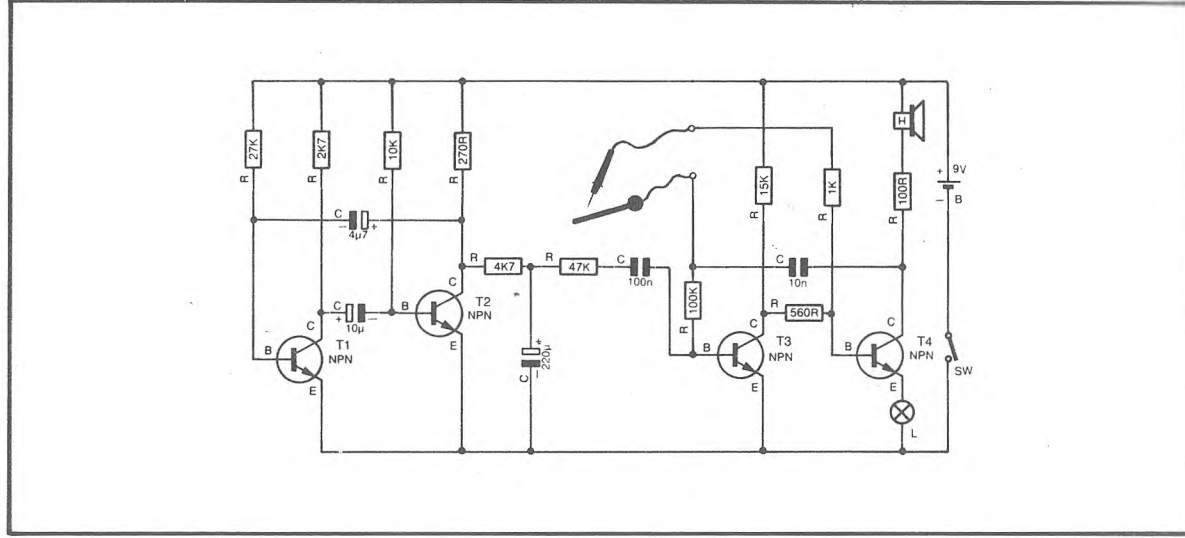 R 27K
R 2K7
R 10K
R 270R
C
− 4µ7 +
H
R 15K
R 1K
R 100R
+ 9V
− B
R 4K7
R 47K
C
100n
C
10n
R 100K
C
+ 10µ −
B
C
T2
NPN
E
C
T1
NPN
B
E
+
220µ
C −
R
560R
C
B
T3
NPN
E
C
B
T4
NPN
E
L
SW